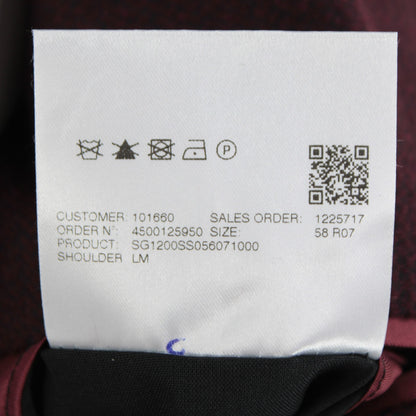 P
CUSTOMER: 101660 SALES ORDER: 1225717
ORDER N°: 4500125950 SIZE: 58 R07
PRODUCT: SG1200SS056071000
SHOULDER LM